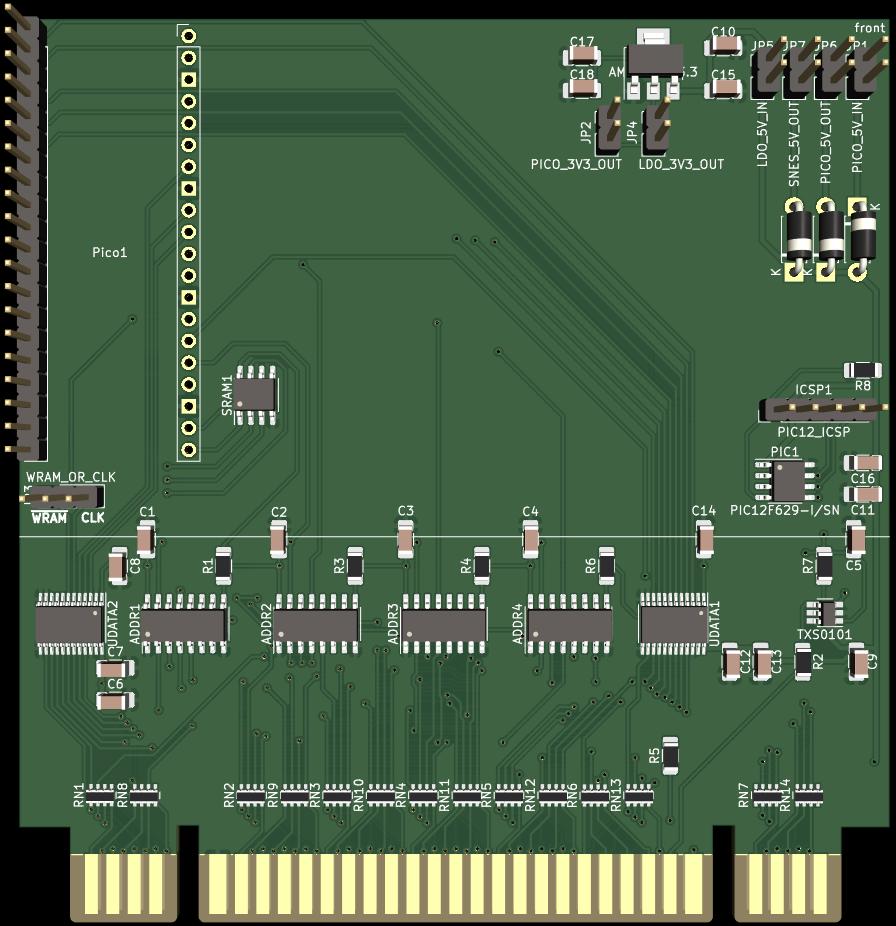 front
C10
C17
JP5
JP7
JP6
C18
AM
3.3
C15
JP2
JP4
PICO_3V3_OUT
LDO_3V3_OUT
LDO_5V_IN
SNES_5V_OUT
PICO_5V_OUT
PICO_5V_IN
K
Pico1
K
K
SRAM1
R8
ICSP1
PIC12_ICSP
PIC1
C16
WRAM_OR_CLK
WRAM
CLK
PIC12F629-I/SN
C11
C1
C2
C3
C4
C14
C5
C8
R1
R3
R4
R6
R7
UDATA2
ADDR1
ADDR2
ADDR3
ADDR4
UDATA1
TXS0101
C7
C12
C13
R2
C9
C6
R5
RN1
RN8
RN2
RN9
RN3
RN10
RN4
RN11
RN5
RN12
RN6
RN13
RN7
RN14